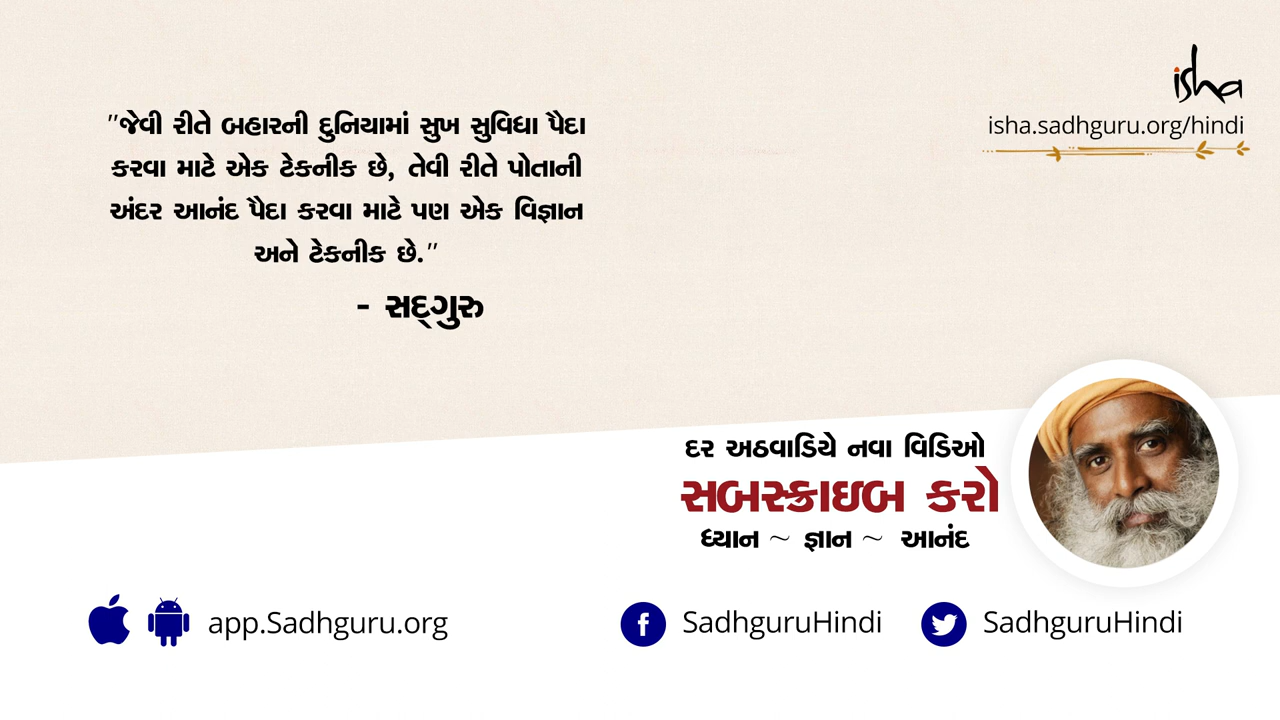 "જેવી રીતે બહારની દુનિયામાં સુખ સુવિધા પૈદા
કરવા માટે એક ટેકનીક છે, તેવી રીતે પોતાની
અંદર આનંદ પૈદા કરવા માટે પણ એક વિજ્ઞાન
અને ટેકનીક છે."
- સદ્‌ગુરુ
isha
isha.sadhguru.org/hindi
દર અઠવાડિયે નવા વિડિઓ
સબસ્ક્રાઇબ કરો
ધ્યાન ~ જ્ઞાન ~ આનંદ
app.Sadhguru.org
SadhguruHindi
SadhguruHindi